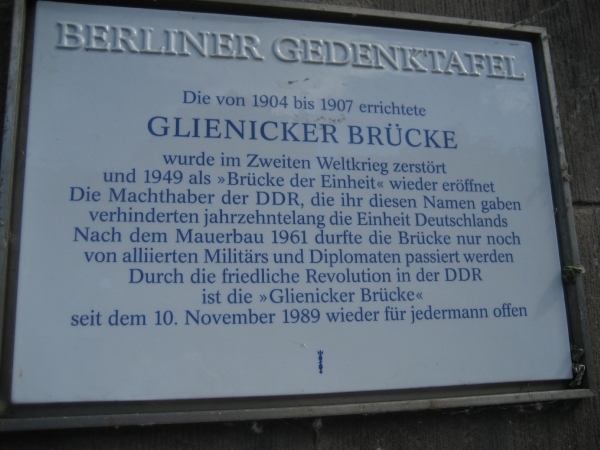 BERLINER GEDENKTAFEL
Die von 1904 bis 1907 errichtete
GLIENICKER BRÜCKE
wurde im Zweiten Weltkrieg zerstört
und 1949 als »Brücke der Einheit« wieder eröffnet
Die Machthaber der DDR, die ihr diesen Namen gaben
verhinderten jahrzehntelang die Einheit Deutschlands
Nach dem Mauerbau 1961 durfte die Brücke nur noch
von alliierten Militärs und Diplomaten passiert werden
Durch die friedliche Revolution in der DDR
ist die »Glienicker Brücke«
seit dem 10. November 1989 wieder für jedermann offen